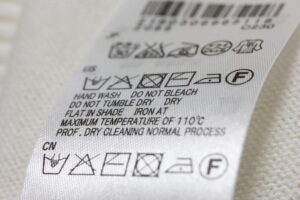 US
F
HAND WASH DO NOT BLEACH
DO NOT TUMBLE DRY DRY
FLAT IN SHADE IRON AT
MAXIMUM TEMPERATURE OF 110°C
PROF. DRY CLEANING NORMAL PROCESS
CN
F